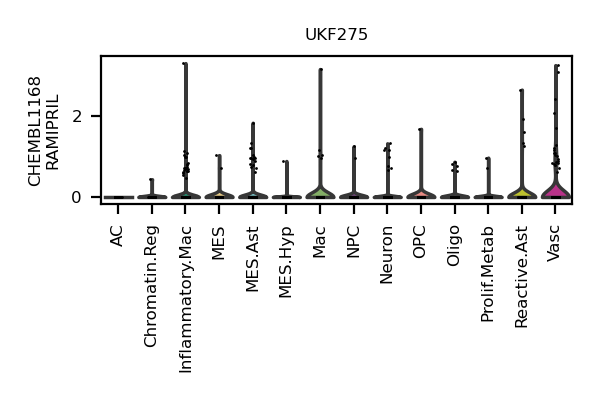 UKF275
CHEMBL1168
RAMIPRIL
2
0
AC
Chromatin.Reg
Inflammatory.Mac
MES
MES.Ast
MES.Hyp
Mac
NPC
Neuron
OPC
Oligo
Prolif.Metab
Reactive.Ast
Vasc